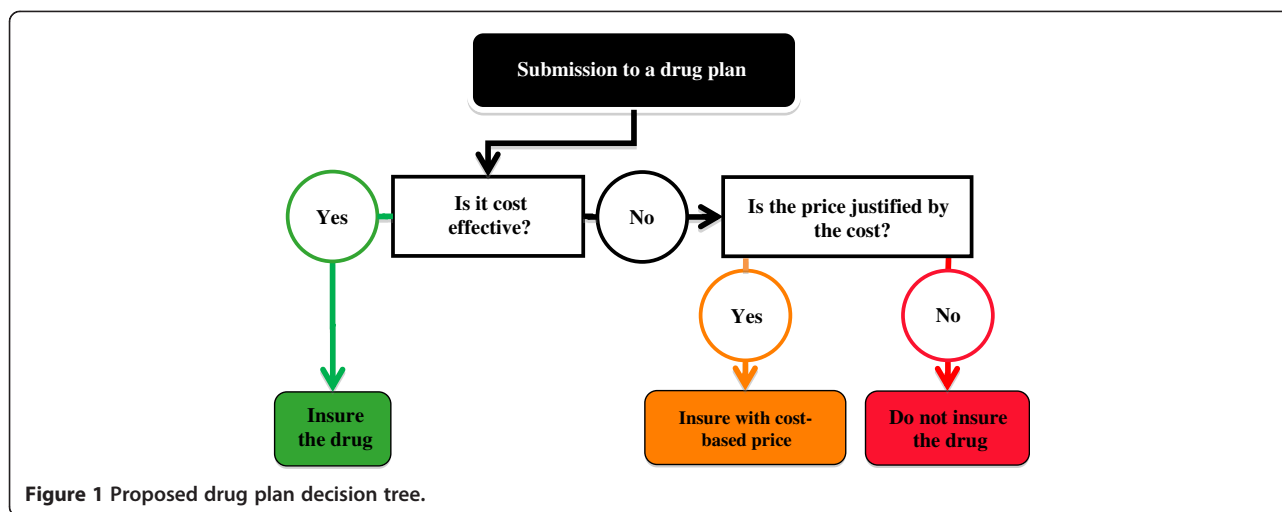 Submission to a drug plan
Yes
Is it cost
effective?
No
Is the price justified by
the cost?
Yes
No
Insure
the drug
Insure with cost-
based price
Do not insure
the drug
Figure 1 Proposed drug plan decision tree.